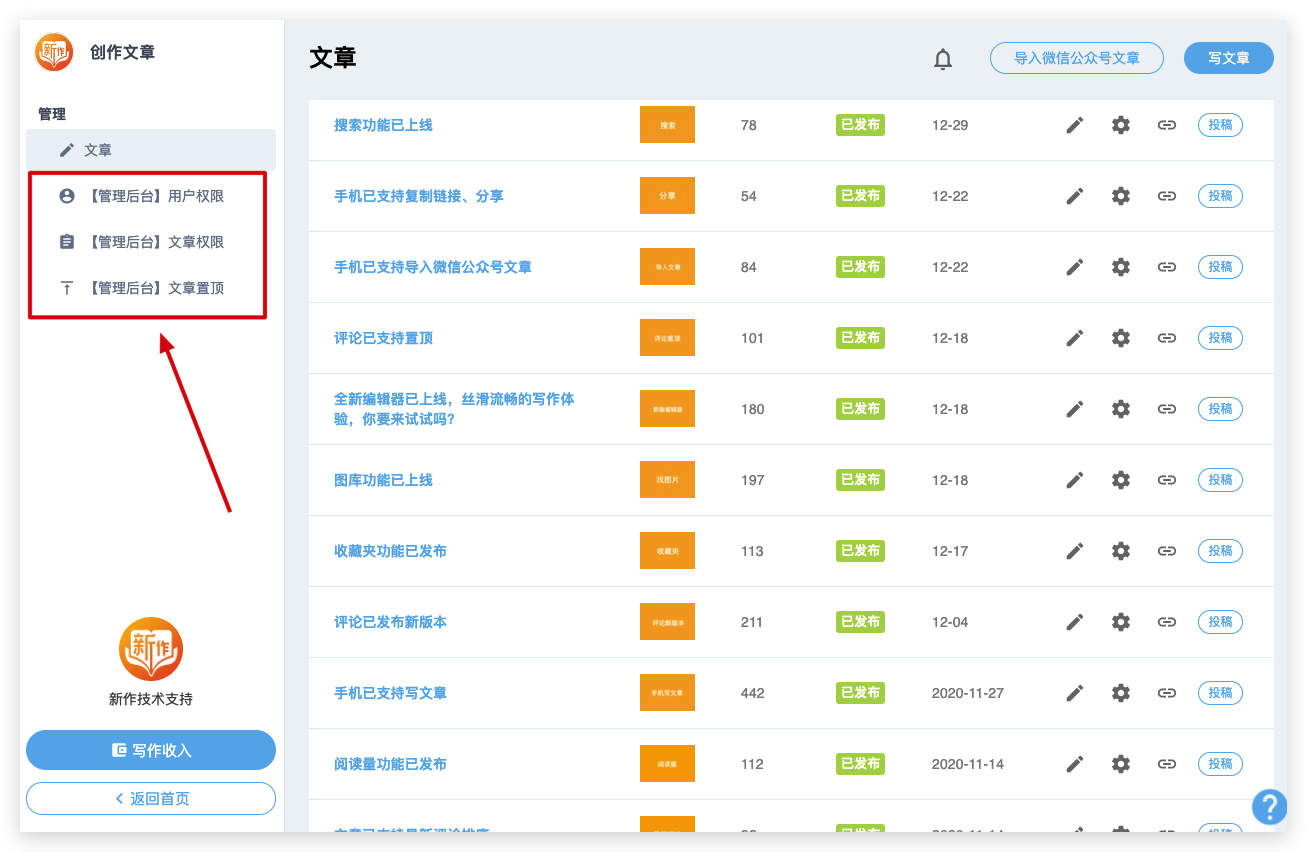 新作
创作文章
管理
文章
【管理后台】用户权限
【管理后台】文章权限
【管理后台】文章置顶
新作
新作技术支持
写作收入
返回首页
文章
导入微信公众号文章
写文章
搜索功能已上线
搜索
78
已发布
12-29
投稿
手机已支持复制链接、分享
分享
54
已发布
12-22
投稿
手机已支持导入微信公众号文章
导入文章
84
已发布
12-22
投稿
评论已支持置顶
评论置顶
101
已发布
12-18
投稿
全新编辑器已上线，丝滑流畅的写作体
验，你要来试试吗?
新版编辑器
180
已发布
12-18
投稿
图库功能已上线
找图片
197
已发布
12-18
投稿
收藏夹功能已发布
收藏夹
113
已发布
12-17
投稿
评论已发布新版本
评论新版本
211
已发布
12-04
投稿
手机已支持写文章
手机写文章
442
已发布
2020-11-27
投稿
阅读量功能已发布
阅读量
112
已发布
2020-11-14
投稿
?